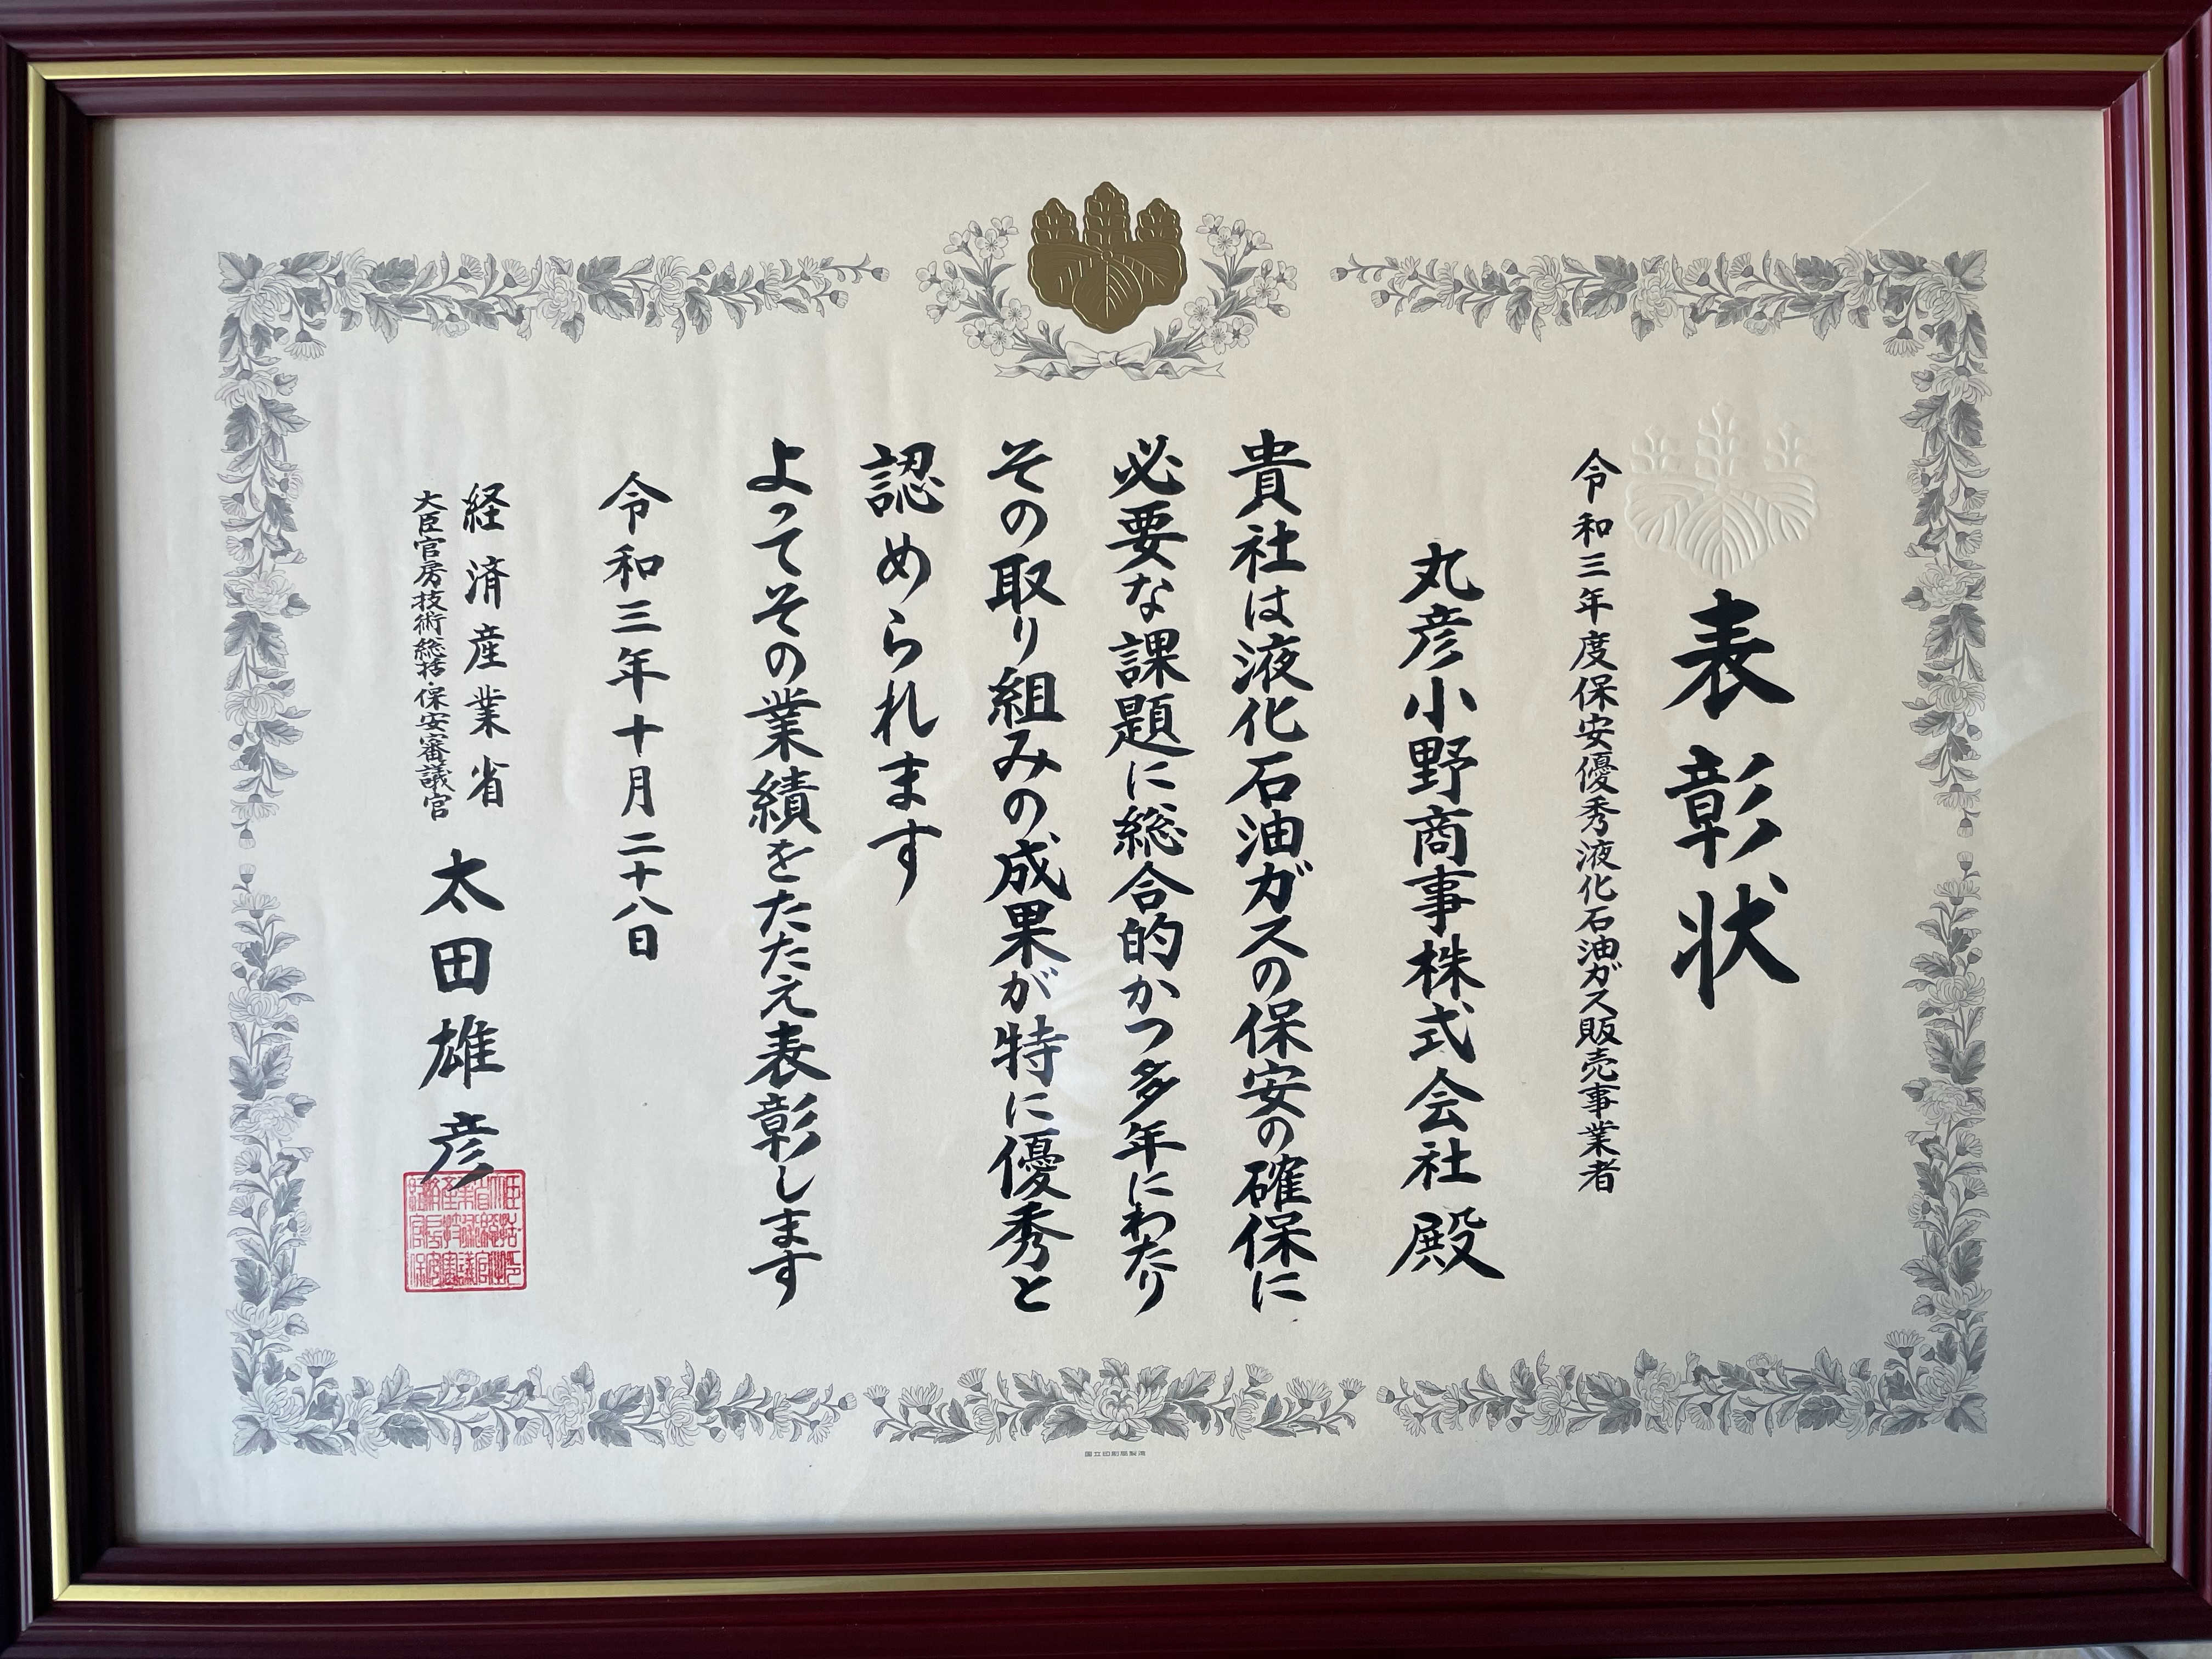 表彰状
令和三年度保安優秀液化石油ガス販売事業者
丸彦小野商事株式会社 殿
貴社は液化石油ガスの保安の確保に
必要な課題に総合的かつ多年にわたり
その取り組みの成果が特に優秀と
認められます
よってその業績をたたえ表彰します
令和三年十月二十八日
経済産業省
大臣官房技術総括・保安審議官
太田雄彦
国立印刷局製造